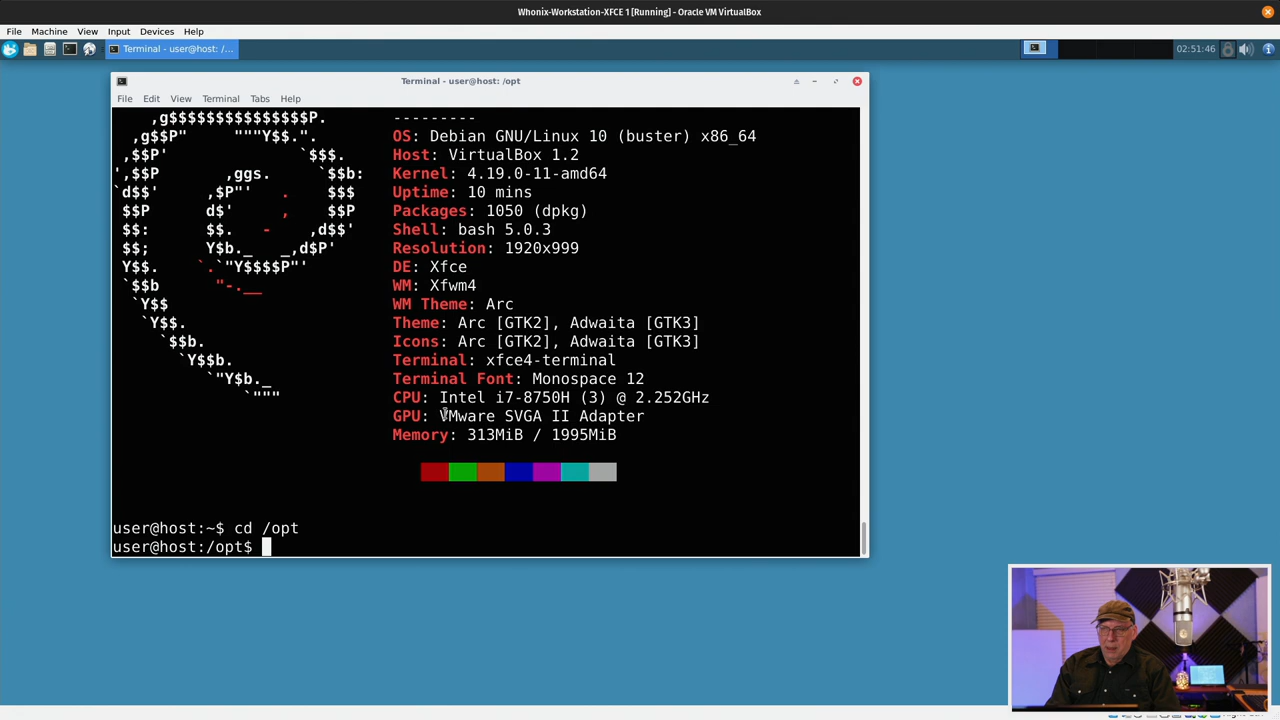 Whonix-Workstation-XFCE 1 [Running] - Oracle VM VirtualBox
File Machine View Input Devices Help
Terminal - user@host: /... 02:51:46
Terminal - user@host: /opt
File Edit View Terminal Tabs Help
,g$$$$$$$$$$$$$$$P. ---------
,g$$P" """Y$$.". OS: Debian GNU/Linux 10 (buster) x86_64
,$$P' `$$$. Host: VirtualBox 1.2
',$$P ,ggs. `$$b: Kernel: 4.19.0-11-amd64
`d$$' ,$P"' . $$$ Uptime: 10 mins
$$P d$' , $$P Packages: 1050 (dpkg)
$$: $$. - ,d$$' Shell: bash 5.0.3
$$; Y$b._ _,d$P' Resolution: 1920x999
Y$$. `.`"Y$$$$P"' DE: Xfce
`$$b "-.__ WM: Xfwm4
`Y$$ WM Theme: Arc
`Y$$. Theme: Arc [GTK2], Adwaita [GTK3]
`$$b. Icons: Arc [GTK2], Adwaita [GTK3]
`Y$$b. Terminal: xfce4-terminal
`"Y$b._ Terminal Font: Monospace 12
`""" CPU: Intel i7-8750H (3) @ 2.252GHz
GPU: VMware SVGA II Adapter
Memory: 313MiB / 1995MiB
user@host:~$ cd /opt
user@host:/opt$